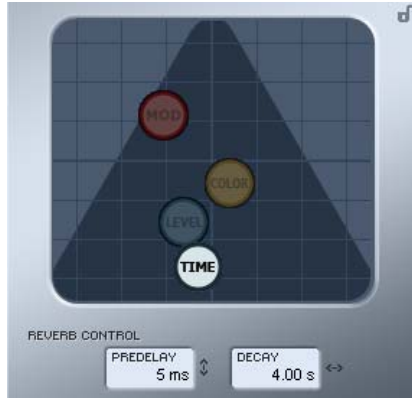 MOD
COLOR
LEVEL
TIME
REVERB CONTROL
PREDELAY
5 ms
DECAY
4.00 s